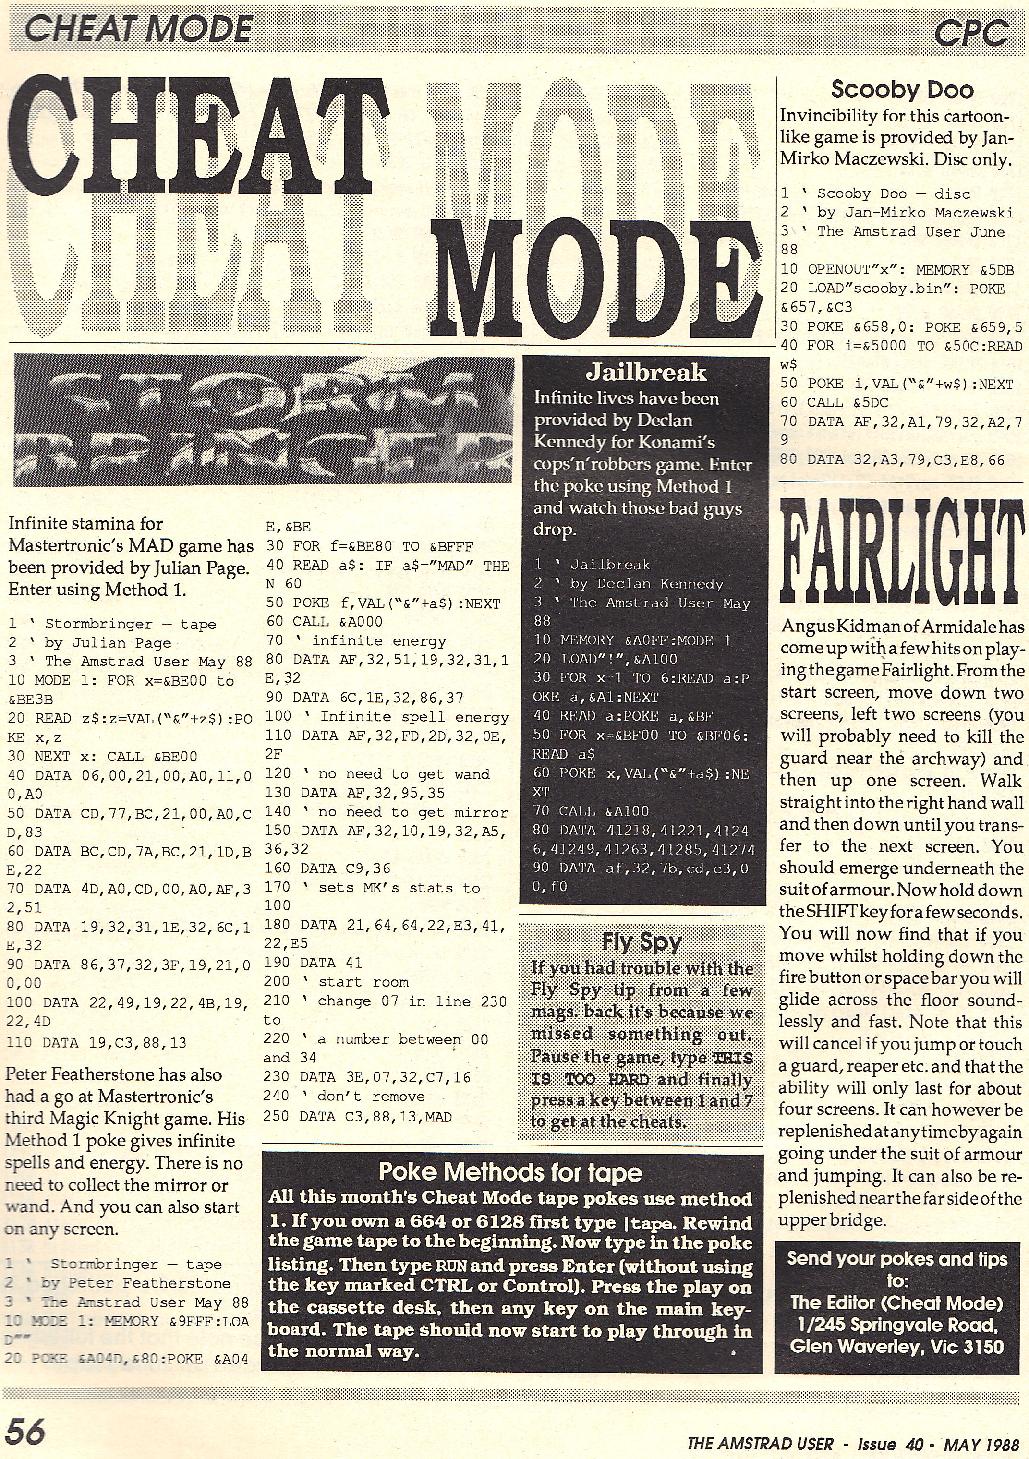 CHEAT MODE
CPC
CHEAT MODE
STORM
BRINGER
Infinite stamina for
Mastertronic's MAD game has
been provided by Julian Page.
Enter using Method 1.
1 ' Stormbringer – tape
2 ' by Julian Page
3 ' The Amstrad User May 88
10 MODE 1: FOR x=&BE00 to
&BE3B
20 READ z$:z=VAL("&"+z$):PO
KE x,z
30 NEXT x: CALL &BE00
40 DATA 06,00,21,00,A0,11,0
0,A0
50 DATA CD,77,BC,21,00,A0,C
D,83
60 DATA BC,CD,7A,BC,21,1D,B
E,22
70 DATA 4D,A0,CD,00,A0,AF,3
2,51
80 DATA 19,32,31,1E,32,6C,1
E,32
90 DATA 86,37,32,3F,19,21,0
0,00
100 DATA 22,49,19,22,4B,19,
22,4D
110 DATA 19,C3,88,13
Peter Featherstone has also
had a go at Mastertronic's
third Magic Knight game. His
Method 1 poke gives infinite
spells and energy. There is no
need to collect the mirror or
wand. And you can also start
on any screen.
1 ' Stormbringer – tape
2 ' by Peter Featherstone
3 ' The Amstrad User May 88
10 MODE 1: MEMORY &9FFF:LOA
D""
20 POKE &A04D,&80:POKE &A04
E,&BE
30 FOR f=&BE80 TO &BFFF
40 READ a$: IF a$-"MAD" THE
N 60
50 POKE f,VAL("&"+a$):NEXT
60 CALL &A000
70 ' infinite energy
80 DATA AF,32,51,19,32,31,1
E,32
90 DATA 6C,1E,32,86,37
100 ' Infinite spell energy
110 DATA AF,32,FD,2D,32,0E,
2F
120 ' no need to get wand
130 DATA AF,32,95,35
140 ' no need to get mirror
150 DATA AF,32,10,19,32,A5,
36,32
160 DATA C9,36
170 ' sets MK's stats to
100
180 DATA 21,64,64,22,E3,41,
22,E5
190 DATA 41
200 ' start room
210 ' change 07 in line 230
to
220 ' a number between 00
and 34
230 DATA 3E,07,32,C7,16
240 ' don't remove
250 DATA C3,88,13,MAD
Jailbreak
Infinite lives have been
provided by Declan
Kennedy for Konami's
cops'n'robbers game. Enter
the poke using Method 1
and watch those bad guys
drop.
1 ' Jailbreak
2 ' by Declan Kennedy
3 ' The Amstrad User May
88
10 MEMORY &A0FF:MODE 1
20 LOAD"!",&A100
30 FOR x-1 TO 6:READ a:P
OKE a,&A1:NEXT
40 READ a:POKE a,&BF
50 FOR x=&BF00 TO &BF06:
READ a$
60 POKE x,VAL("&"+a$):NE
XT
70 CALL &A100
80 DATA 41218,41221,4124
6,41249,41263,41285,41274
90 DATA af,32,7b,cd,c3,0
0,f0
Fly Spy
If you had trouble with the
Fly Spy tip from a few
mags. back it's because we
missed something out.
Pause the game, type THIS
IS TOO HARD and finally
press a key between 1 and 7
to get at the cheats.
Poke Methods for tape
All this month's Cheat Mode tape pokes use method
1. If you own a 664 or 6128 first type |tape. Rewind
the game tape to the beginning. Now type in the poke
listing. Then type RUN and press Enter (without using
the key marked CTRL or Control). Press the play on
the cassette desk, then any key on the main key-
board. The tape should now start to play through in
the normal way.
Scooby Doo
Invincibility for this cartoon-
like game is provided by Jan-
Mirko Maczewski. Disc only.
1 ' Scooby Doo – disc
2 ' by Jan-Mirko Maczewski
3 ' The Amstrad User June
88
10 OPENOUT"x": MEMORY &5DB
20 LOAD"scooby.bin": POKE
&657,&C3
30 POKE &658,0: POKE &659,5
40 FOR i=&5000 TO &50C:READ
w$
50 POKE i,VAL("&"+w$):NEXT
60 CALL &5DC
70 DATA AF,32,A1,79,32,A2,7
9
80 DATA 32,A3,79,C3,E8,66
FAIRLIGHT
Angus Kidman of Armidale has
come up with a few hits on play-
ing the game Fairlight. From the
start screen, move down two
screens, left two screens (you
will probably need to kill the
guard near the archway) and
then up one screen. Walk
straight into the right hand wall
and then down until you trans-
fer to the next screen. You
should emerge underneath the
suit of armour. Now hold down
the SHIFT key for a few seconds.
You will now find that if you
move whilst holding down the
fire button or space bar you will
glide across the floor sound-
lessly and fast. Note that this
will cancel if you jump or touch
a guard, reaper etc. and that the
ability will only last for about
four screens. It can however be
replenished at any time by again
going under the suit of armour
and jumping. It can also be re-
plenished near the far side of the
upper bridge.
Send your pokes and tips
to:
The Editor (Cheat Mode)
1/245 Springvale Road,
Glen Waverley, Vic 3150
56
THE AMSTRAD USER - Issue 40 - MAY 1988